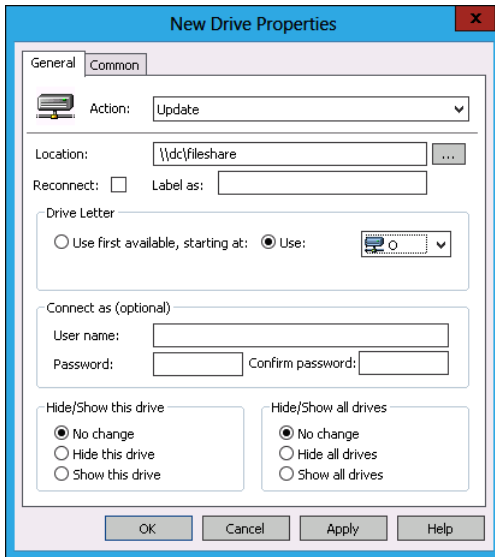 New Drive Properties
x
General Common
Action: Update
Location: \\dc\fileshare ...
Reconnect: Label as:
Drive Letter
Use first available, starting at: Use: O
Connect as (optional)
User name:
Password: Confirm password:
Hide/Show this drive
No change
Hide this drive
Show this drive
Hide/Show all drives
No change
Hide all drives
Show all drives
OK Cancel Apply Help